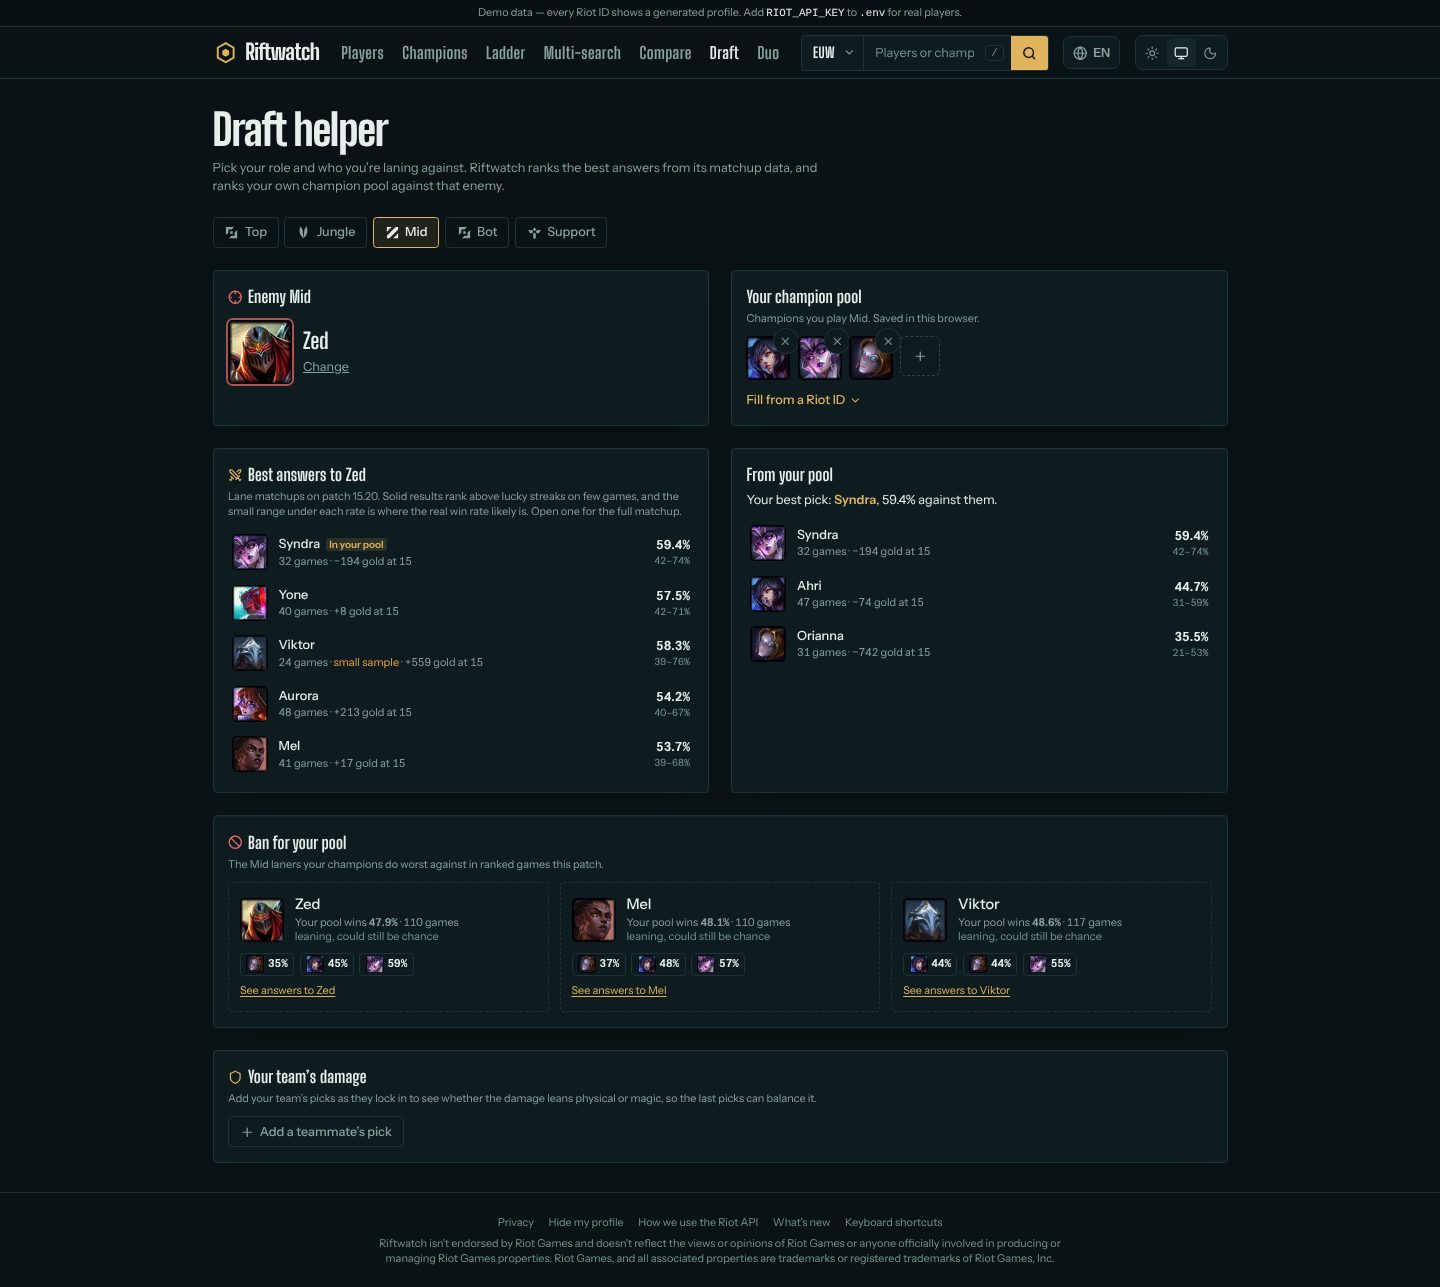 Demo data — every Riot ID shows a generated profile. Add RIOT_API_KEY to .env for real players.
Riftwatch Players Champions Ladder Multi-search Compare Draft Duo EUW Players or champ / EN
Draft helper
Pick your role and who you're laning against. Riftwatch ranks the best answers from its matchup data, and
ranks your own champion pool against that enemy.
Top Jungle Mid Bot Support
Enemy Mid
Zed
Change
Your champion pool
Champions you play Mid. Saved in this browser.
Fill from a Riot ID
Best answers to Zed
Lane matchups on patch 15.20. Solid results rank above lucky streaks on few games, and the
small range under each rate is where the real win rate likely is. Open one for the full matchup.
Syndra In your pool 59.4%
32 games · −194 gold at 15 42–74%
Yone 57.5%
40 games · +8 gold at 15 42–71%
Viktor 58.3%
24 games · small sample · +559 gold at 15 39–76%
Aurora 54.2%
48 games · +213 gold at 15 40–67%
Mel 53.7%
41 games · +17 gold at 15 39–68%
From your pool
Your best pick: Syndra, 59.4% against them.
Syndra 59.4%
32 games · −194 gold at 15 42–74%
Ahri 44.7%
47 games · −74 gold at 15 31–59%
Orianna 35.5%
31 games · −742 gold at 15 21–53%
Ban for your pool
The Mid laners your champions do worst against in ranked games this patch.
Zed
Your pool wins 47.9% · 110 games
leaning, could still be chance
35% 45% 59%
See answers to Zed
Mel
Your pool wins 48.1% · 110 games
leaning, could still be chance
37% 48% 57%
See answers to Mel
Viktor
Your pool wins 48.6% · 117 games
leaning, could still be chance
44% 44% 55%
See answers to Viktor
Your team's damage
Add your team's picks as they lock in to see whether the damage leans physical or magic, so the last picks can balance it.
Add a teammate's pick
Privacy Hide my profile How we use the Riot API What's new Keyboard shortcuts
Riftwatch isn't endorsed by Riot Games and doesn't reflect the views or opinions of Riot Games or anyone officially involved in producing or
managing Riot Games properties. Riot Games, and all associated properties are trademarks or registered trademarks of Riot Games, Inc.